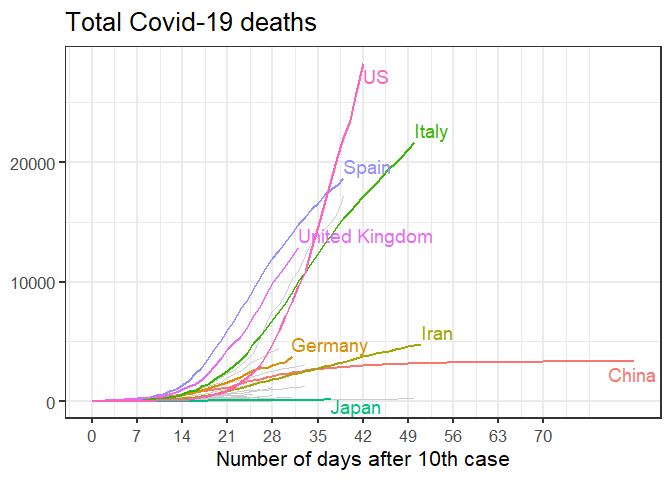 Total Covid-19 deaths
US
Italy
20000
Spain
United Kingdom
10000
Iran
Germany
China
0
Japan
0 7 14 21 28 35 42 49 56 63 70
Number of days after 10th case